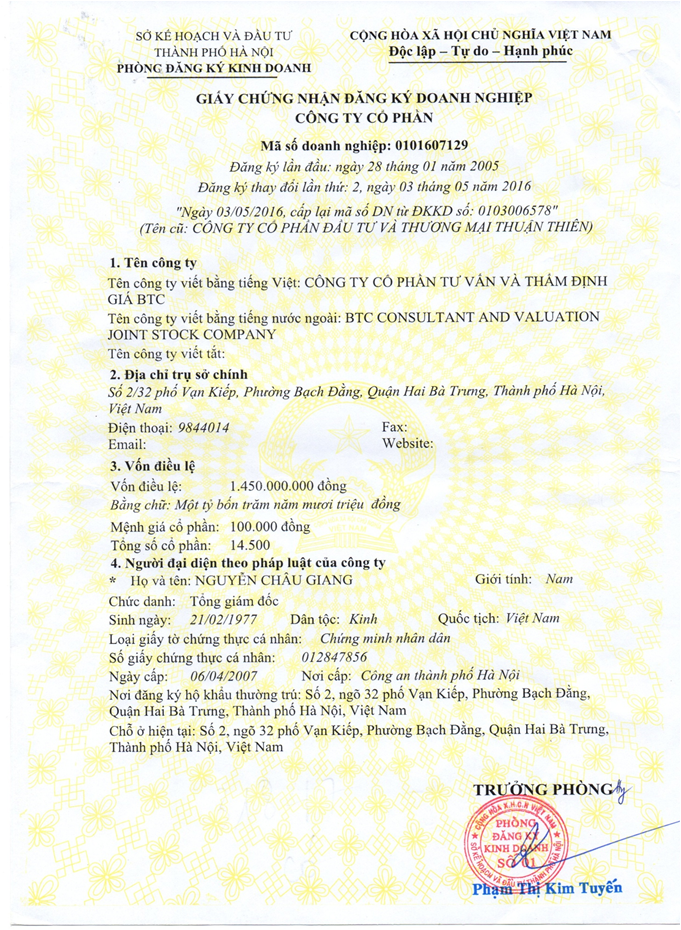 SỞ KẾ HOẠCH VÀ ĐẦU TƯ
THÀNH PHỐ HÀ NỘI
PHÒNG ĐĂNG KÝ KINH DOANH
CỘNG HÒA XÃ HỘI CHỦ NGHĨA VIỆT NAM
Độc lập – Tự do – Hạnh phúc
GIẤY CHỨNG NHẬN ĐĂNG KÝ DOANH NGHIỆP
CÔNG TY CỔ PHẦN
Mã số doanh nghiệp: 0101607129
Đăng ký lần đầu: ngày 28 tháng 01 năm 2005
Đăng ký thay đổi lần thứ: 2, ngày 03 tháng 05 năm 2016
"Ngày 03/05/2016, cấp lại mã số DN từ ĐKKD số: 0103006578"
(Tên cũ: CÔNG TY CỔ PHẦN ĐẦU TƯ VÀ THƯƠNG MẠI THUẬN THIÊN)
1. Tên công ty
Tên công ty viết bằng tiếng Việt: CÔNG TY CỔ PHẦN TƯ VẤN VÀ THẨM ĐỊNH
GIÁ BTC
Tên công ty viết bằng tiếng nước ngoài: BTC CONSULTANT AND VALUATION
JOINT STOCK COMPANY
Tên công ty viết tắt:
2. Địa chỉ trụ sở chính
Số 2/32 phố Vạn Kiếp, Phường Bạch Đằng, Quận Hai Bà Trưng, Thành phố Hà Nội,
Việt Nam
Điện thoại: 9844014 Fax:
Email: Website:
3. Vốn điều lệ
Vốn điều lệ: 1.450.000.000 đồng
Bằng chữ: Một tỷ bốn trăm năm mươi triệu đồng
Mệnh giá cổ phần: 100.000 đồng
Tổng số cổ phần: 14.500
4. Người đại diện theo pháp luật của công ty
* Họ và tên: NGUYỄN CHÂU GIANG Giới tính: Nam
Chức danh: Tổng giám đốc
Sinh ngày: 21/02/1977 Dân tộc: Kinh Quốc tịch: Việt Nam
Loại giấy tờ chứng thực cá nhân: Chứng minh nhân dân
Số giấy chứng thực cá nhân: 012847856
Ngày cấp: 06/04/2007 Nơi cấp: Công an thành phố Hà Nội
Nơi đăng ký hộ khẩu thường trú: Số 2, ngõ 32 phố Vạn Kiếp, Phường Bạch Đằng,
Quận Hai Bà Trưng, Thành phố Hà Nội, Việt Nam
Chỗ ở hiện tại: Số 2, ngõ 32 phố Vạn Kiếp, Phường Bạch Đằng, Quận Hai Bà Trưng,
Thành phố Hà Nội, Việt Nam
TRƯỞNG PHÒNG
CỘNG HÒA X.H.C.N VIỆT NAM
PHÒNG
ĐĂNG KÝ
KINH DOANH
SỐ 01
SỞ KẾ HOẠCH VÀ ĐẦU TƯ THÀNH PHỐ HÀ NỘI
Phạm Thị Kim Tuyến